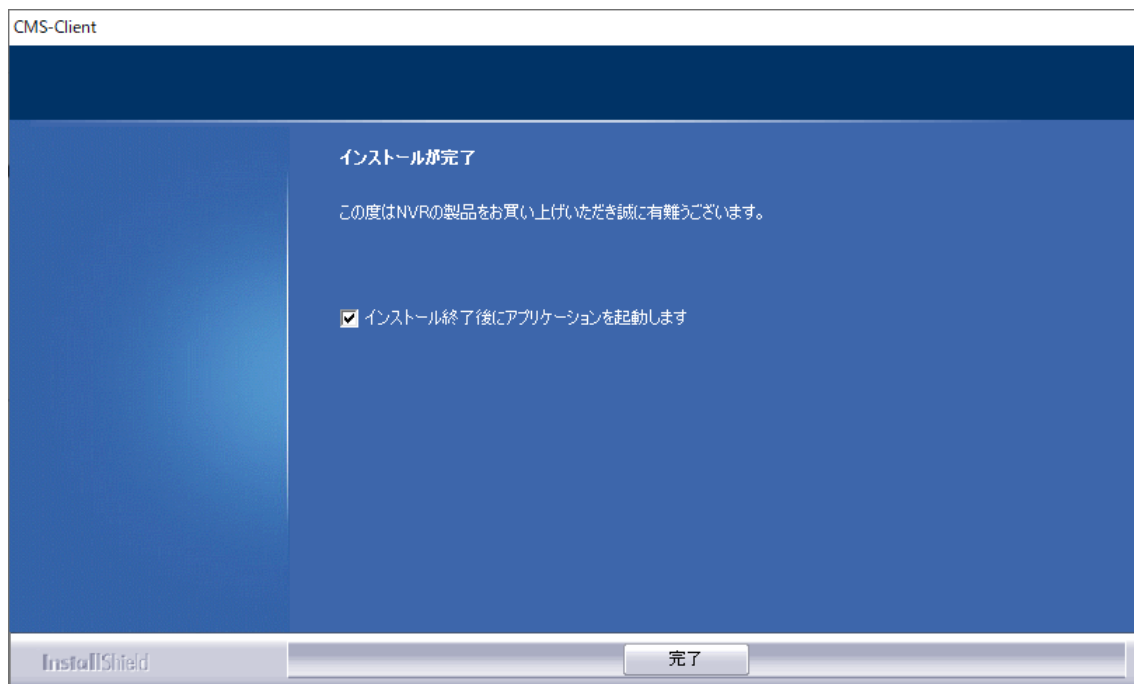 CMS-Client
インストールが完了
この度はNVRの製品をお買い上げいただき誠に有難うございます。
インストール終了後にアプリケーションを起動します
InstallShield
完了